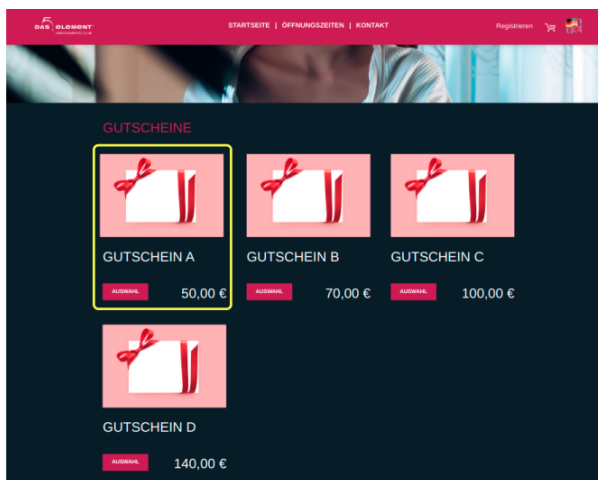 DAS ELEMENT
STARTSEITE | ÖFFNUNGSZEITEN | KONTAKT
Registrieren
GUTSCHEINE
GUTSCHEIN A
AUSWAHL 50,00 €
GUTSCHEIN B
AUSWAHL 70,00 €
GUTSCHEIN C
AUSWAHL 100,00 €
GUTSCHEIN D
AUSWAHL 140,00 €